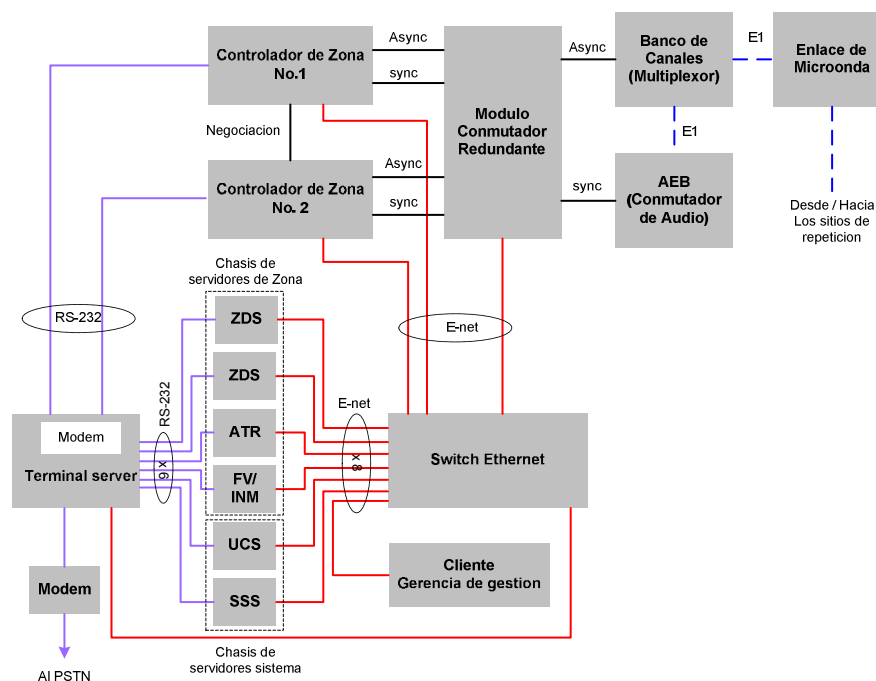 Controlador de Zona
No.1
Async
sync
Modulo
Conmutador
Redundante
Async
Banco de
Canales
(Multiplexor)
E1
Enlace de
Microonda
Negociacion
E1
Controlador de Zona
No. 2
Async
sync
sync
AEB
(Conmutador
de Audio)
Desde / Hacia
Los sitios de
repeticion
Chasis de
servidores de Zona
RS-232
ZDS
E-net
ZDS
RS-232
E-net
Modem
Terminal server
ATR
x 6
x 8
Switch Ethernet
FV/
INM
UCS
Cliente
Gerencia de gestion
Modem
SSS
Chasis de
servidores sistema
Al PSTN